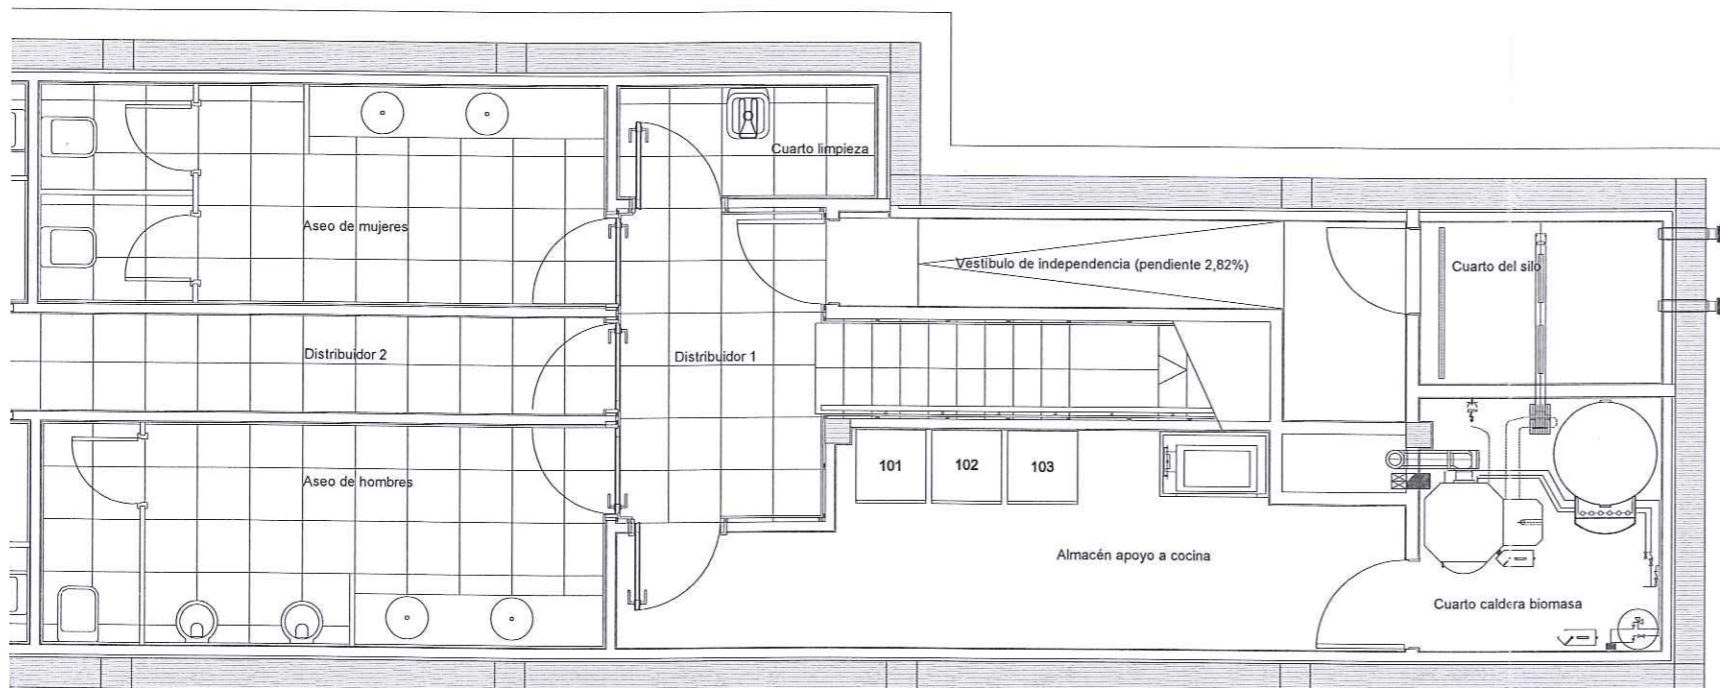 Cuarto limpieza
Aseo de mujeres
Vestíbulo de independencia (pendiente 2,82%)
Cuarto del silo
Distribuidor 2
Distribuidor 1
101
102
103
Aseo de hombres
Almacén apoyo a cocina
Cuarto caldera biomasa